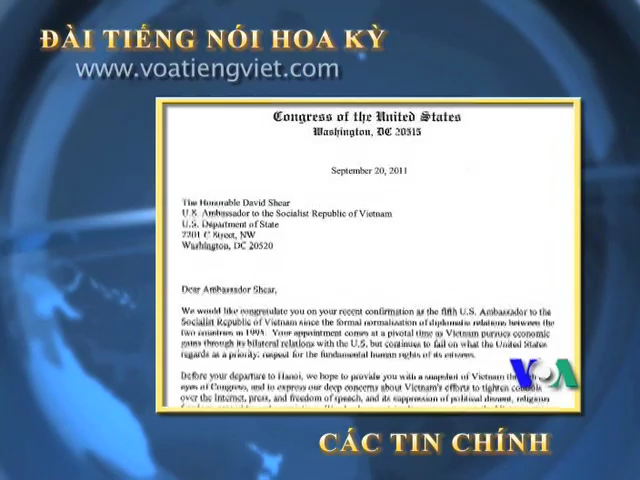 ĐÀI TIẾNG NÓI HOA KỲ
www.voatiengviet.com
Congress of the United States
Washington, DC 20515
September 20, 2011
The Honorable David Shear
U.S. Ambassador to the Socialist Republic of Vietnam
U.S. Department of State
2201 C Street, NW
Washington, DC 20520
Dear Ambassador Shear,
We would like congratulate you on your recent confirmation as the fifth U.S. Ambassador to the
Socialist Republic of Vietnam since the formal normalization of diplomatic relations between the
two countries in 1995. Your appointment comes at a pivotal time as Vietnam pursues economic
gains through its bilateral relations with the U.S, but continues to fail on what the United States
regards as a priority: respect for the fundamental human rights of its citizens.
Before your departure to Hanoi, we hope to provide you with a snapshot of Vietnam
eyes of Congress, and to express our deep concerns about Vietnam's efforts to tighten
over the Internet, press, and freedom of speech, and its suppression of political dissent, religious
VOA
CÁC TIN CHÍNH